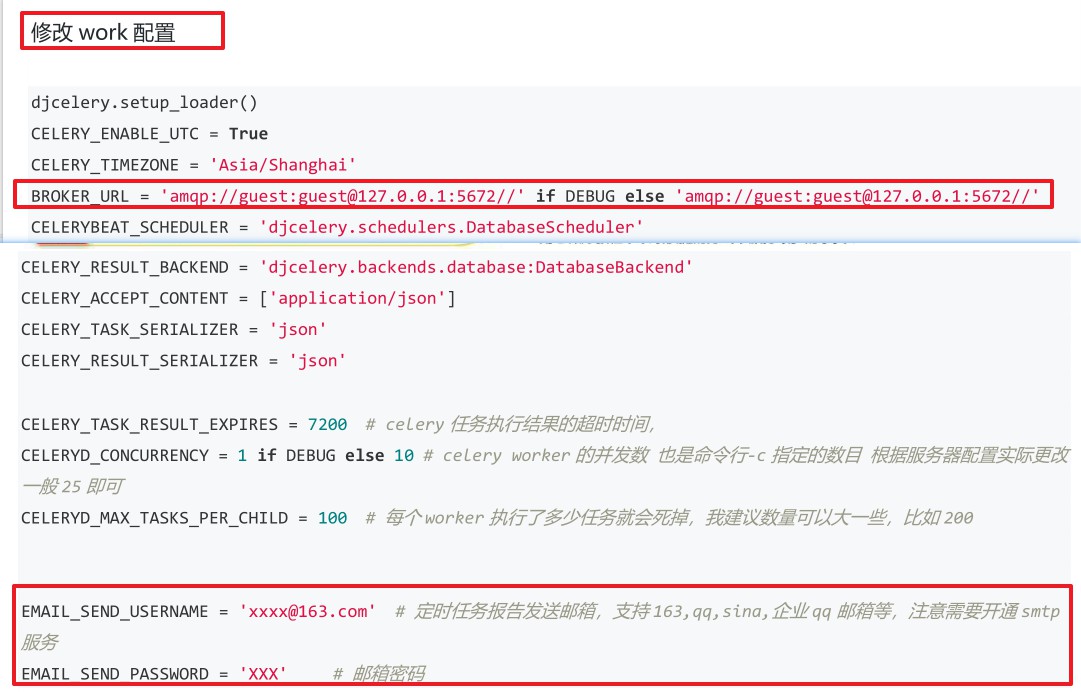 修改 work 配置
djcelery.setup_loader()
CELERY_ENABLE_UTC = True
CELERY_TIMEZONE = 'Asia/Shanghai'
BROKER_URL = 'amqp://guest:guest@127.0.0.1:5672//' if DEBUG else 'amqp://guest:guest@127.0.0.1:5672//'
CELERYBEAT_SCHEDULER = 'djcelery.schedulers.DatabaseScheduler'
CELERY_RESULT_BACKEND = 'djcelery.backends.database:DatabaseBackend'
CELERY_ACCEPT_CONTENT = ['application/json']
CELERY_TASK_SERIALIZER = 'json'
CELERY_RESULT_SERIALIZER = 'json'
CELERY_TASK_RESULT_EXPIRES = 7200 # celery 任务执行结果的超时时间，
CELERYD_CONCURRENCY = 1 if DEBUG else 10 # celery worker 的并发数 也是命令行-c 指定的数目 根据服务器配置实际更改
一般 25 即可
CELERYD_MAX_TASKS_PER_CHILD = 100 # 每个 worker 执行了多少任务就会死掉，我建议数量可以大一些，比如 200
EMAIL_SEND_USERNAME = 'xxxx@163.com' # 定时任务报告发送邮箱，支持 163,qq,sina,企业 qq 邮箱等，注意需要开通 smtp
服务
EMAIL_SEND_PASSWORD = 'XXX' # 邮箱密码